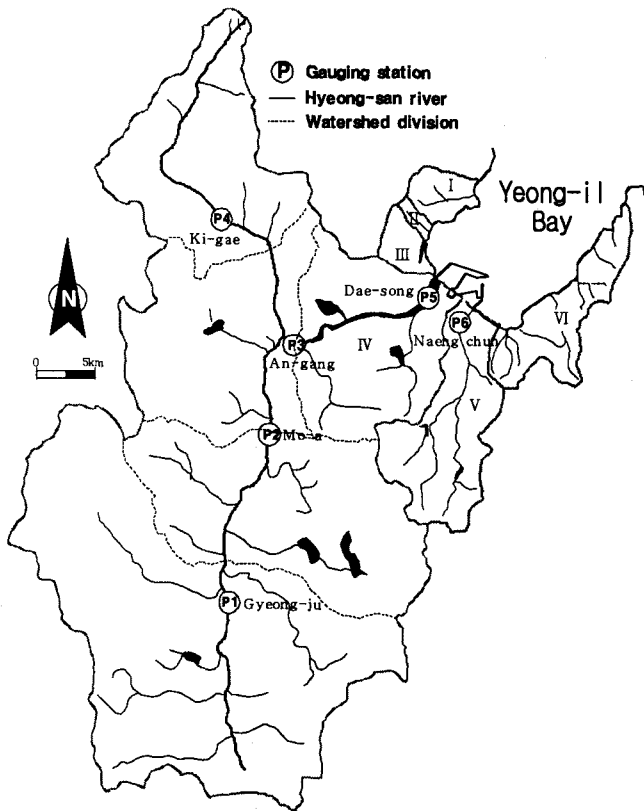 P Gauging station
Hyeong-san river
Watershed division
I
Yeong-il
Bay
II
P4
Ki-gae
III
N
Dae-song
P5
P6
VI
0 5km
P3
IV
Naeng chun
An-gang
V
P2 Mo-a
P1 Gyeong-ju